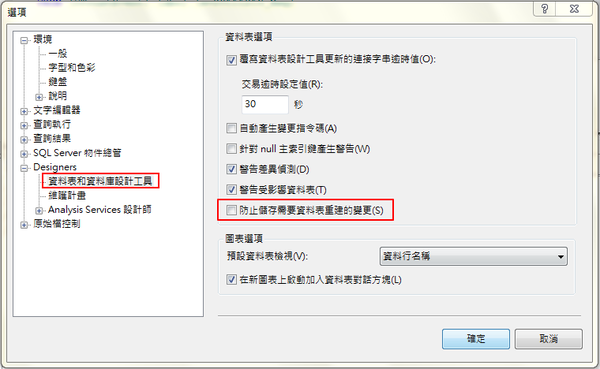 選項
環境
一般
字型和色彩
鍵盤
說明
文字編輯器
查詢執行
查詢結果
SQL Server 物件總管
Designers
資料表和資料庫設計工具
維護計畫
Analysis Services 設計師
原始檔控制
資料表選項
覆寫資料表設計工具更新的連接字串逾時值(O):
交易逾時設定值(R):
30 秒
自動產生變更指令碼(A)
針對 null 主索引鍵產生警告(W)
警告差異偵測(D)
警告受影響資料表(T)
防止儲存需要資料表重建的變更(S)
圖表選項
預設資料表檢視(V): 資料行名稱
在新圖表上啟動加入資料表對話方塊(L)
確定 取消